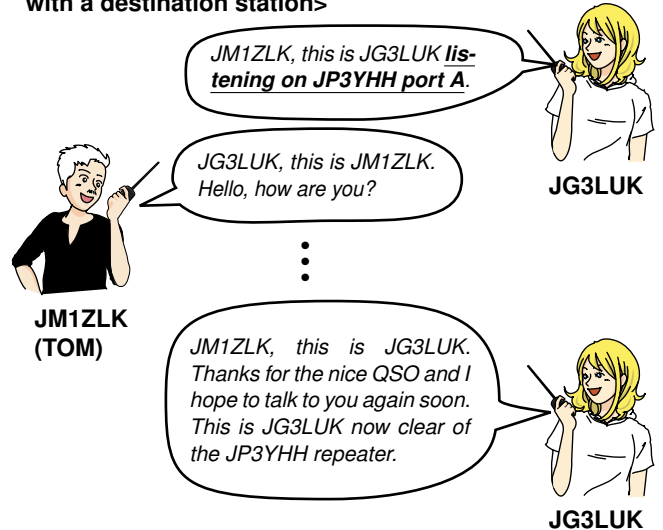 with a destination station>
JM1ZLK, this is JG3LUK lis-
tening on JP3YHH port A.
JG3LUK
JG3LUK, this is JM1ZLK.
Hello, how are you?
JM1ZLK
(TOM)
JM1ZLK, this is JG3LUK.
Thanks for the nice QSO and I
hope to talk to you again soon.
This is JG3LUK now clear of
the JP3YHH repeater.
JG3LUK